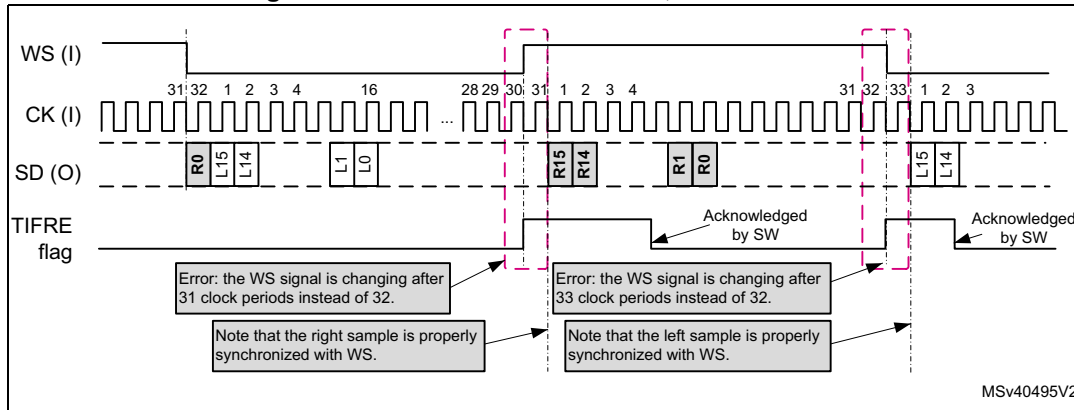 WS (I)
31 32 1 2 3 4 16 28 29 30 31 1 2 3 4 31 32 33 1 2 3
CK (I)
...
SD (O)
R0 L15 L14 L1 L0 R15 R14 R1 R0 L15 L14
TIFRE
flag
Acknowledged
by SW
Acknowledged
by SW
Error: the WS signal is changing after
31 clock periods instead of 32.
Error: the WS signal is changing after
33 clock periods instead of 32.
Note that the right sample is properly
synchronized with WS.
Note that the left sample is properly
synchronized with WS.
MSv40495V2